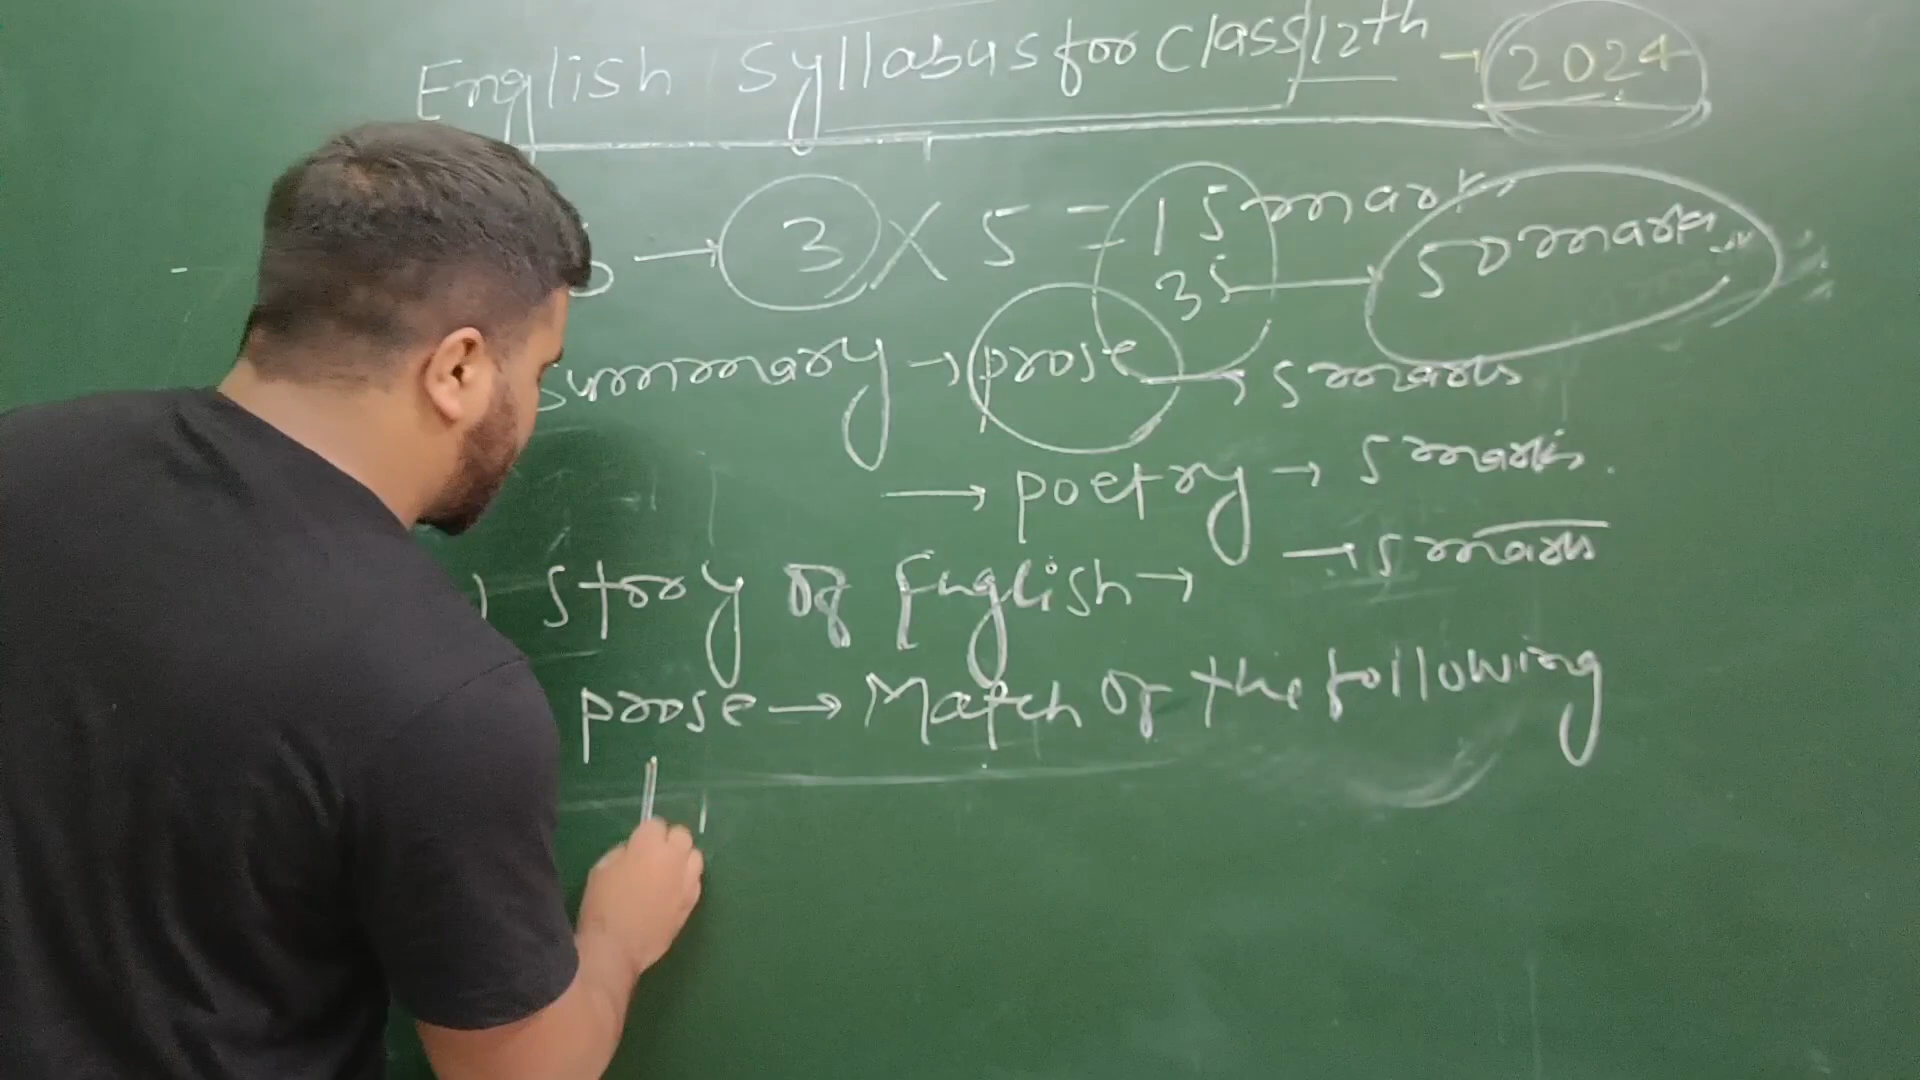 English Syllabus for Class 12th → 2024
→ 3 X 5 = 15 marks
35 → 50 marks
summary → prose → 5 marks
→ poetry → 5 marks
) Story Of English → → 5 marks
prose → Match Of the following